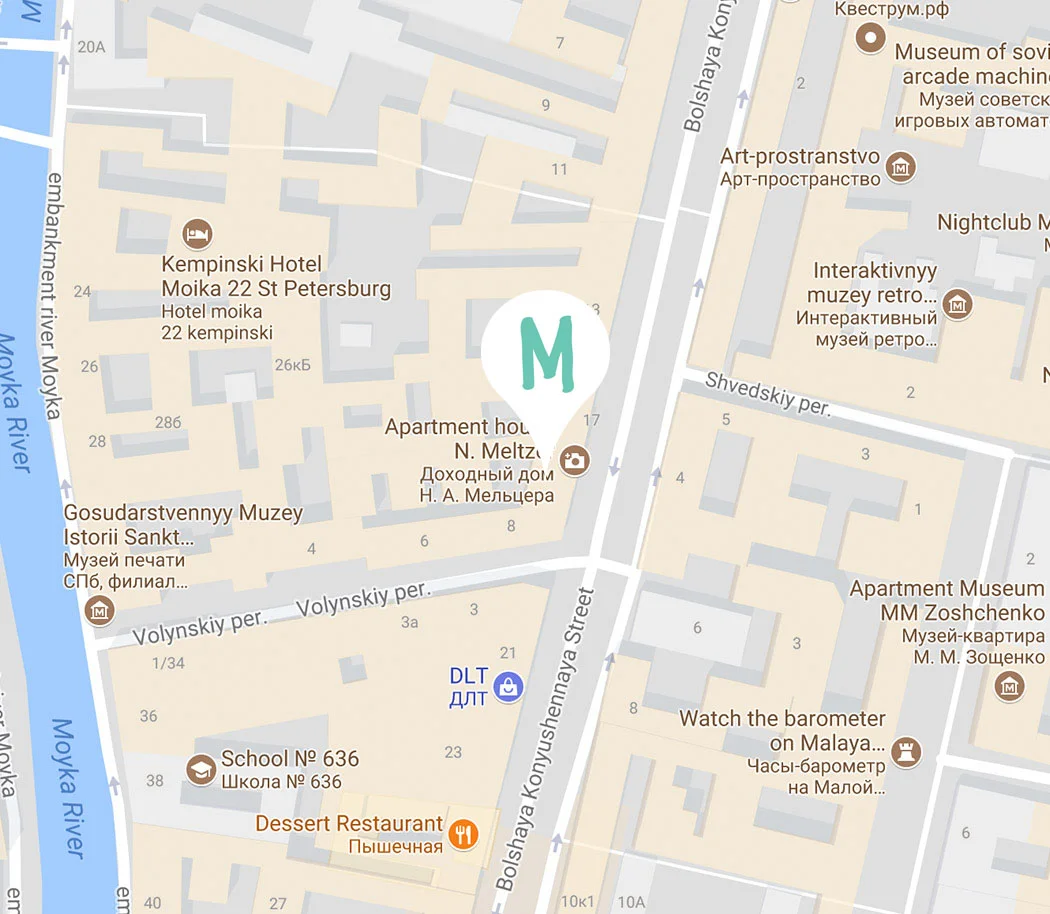 M
Квеструм.рф
20А
7
Museum of sovi
arcade machine
Музей советск
игровых автомат
2
9
Bolshaya Kony
Art-prostranstvo
Арт-пространство
11
embankment river Moyka
Nightclub M
Kempinski Hotel
Moika 22 St Petersburg
Hotel moika
22 kempinski
24
Interaktivnyy
muzey retro...
Интерактивный
музей ретро...
M
26
26кБ
Moyka River
Shvedskiy per.
2
28б
28
Apartment hou
N. Meltze
Доходный дом
Н. А. Мельцера
17
5
3
4
1
Gosudarstvennyy Muzey
Istorii Sankt...
Музей печати
СПб, филиал...
8
6
4
2
Volynskiy per.
Volynskiy per.
Apartment Museum
MM Zoshchenko
Музей-квартира
М. М. Зощенко
3
3а
6
3
1/34
21
DLT
ДЛТ
Bolshaya Konyushennaya Street
36
8
Watch the barometer
on Malaya...
Часы-барометр
на Малой...
23
School № 636
Школа № 636
38
Moyka River
Dessert Restaurant
Пышечная
6
40
27
10к1
10А